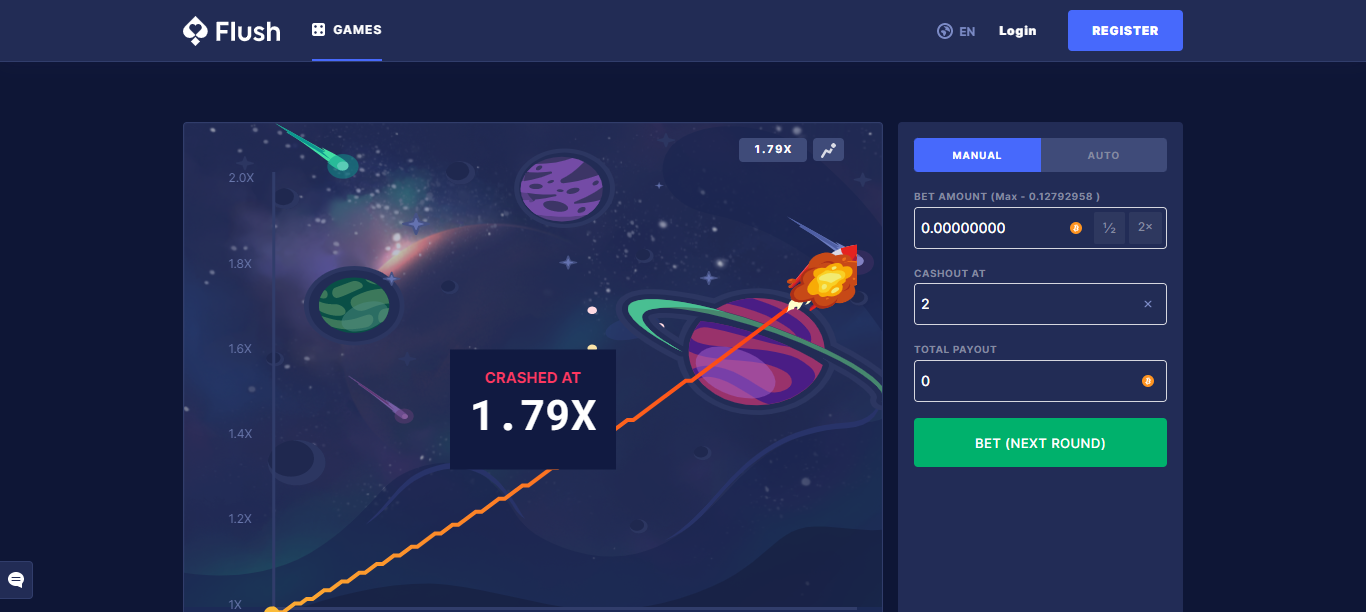 Flush
GAMES
EN
Login
REGISTER
1.79X
2.0X
1.8X
1.6X
1.4X
1.2X
1X
CRASHED AT
1.79X
MANUAL
AUTO
BET AMOUNT (Max - 0.12792958 )
0.00000000
½
2×
CASHOUT AT
2
×
TOTAL PAYOUT
0
BET (NEXT ROUND)